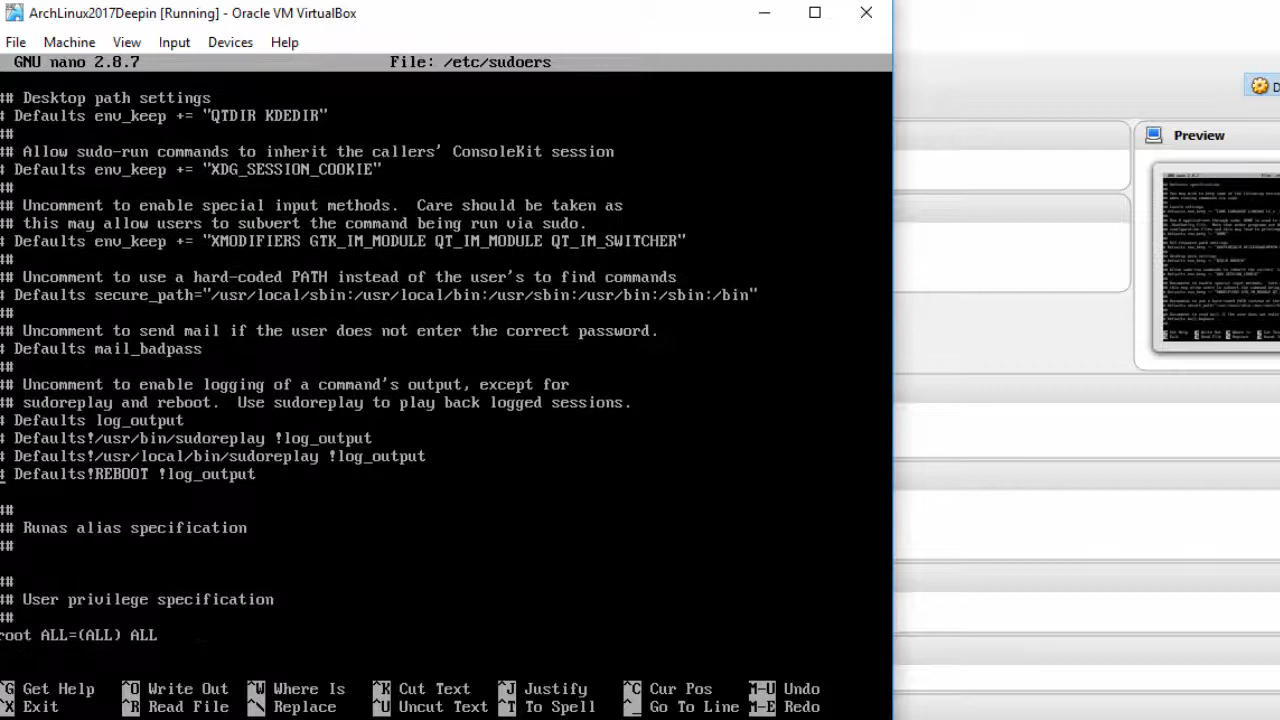 ArchLinux2017Deepin [Running] - Oracle VM VirtualBox
File Machine View Input Devices Help
GNU nano 2.8.7 File: /etc/sudoers
## Desktop path settings
# Defaults env_keep += "QTDIR KDEDIR"
##
## Allow sudo-run commands to inherit the callers' ConsoleKit session
# Defaults env_keep += "XDG_SESSION_COOKIE"
##
## Uncomment to enable special input methods.  Care should be taken as
## this may allow users to subvert the command being run via sudo.
# Defaults env_keep += "XMODIFIERS GTK_IM_MODULE QT_IM_MODULE QT_IM_SWITCHER"
##
## Uncomment to use a hard-coded PATH instead of the user's to find commands
# Defaults secure_path="/usr/local/sbin:/usr/local/bin:/usr/sbin:/usr/bin:/sbin:/bin"
##
## Uncomment to send mail if the user does not enter the correct password.
# Defaults mail_badpass
##
## Uncomment to enable logging of a command's output, except for
## sudoreplay and reboot.  Use sudoreplay to play back logged sessions.
# Defaults log_output
# Defaults!/usr/bin/sudoreplay !log_output
# Defaults!/usr/local/bin/sudoreplay !log_output
# Defaults!REBOOT !log_output
##
## Runas alias specification
##
##
## User privilege specification
##
root ALL=(ALL) ALL
^G Get Help ^O Write Out ^W Where Is ^K Cut Text ^J Justify ^C Cur Pos M-U Undo
^X Exit ^R Read File ^\ Replace ^U Uncut Text ^T To Spell ^_ Go To Line M-E Redo
D
Preview